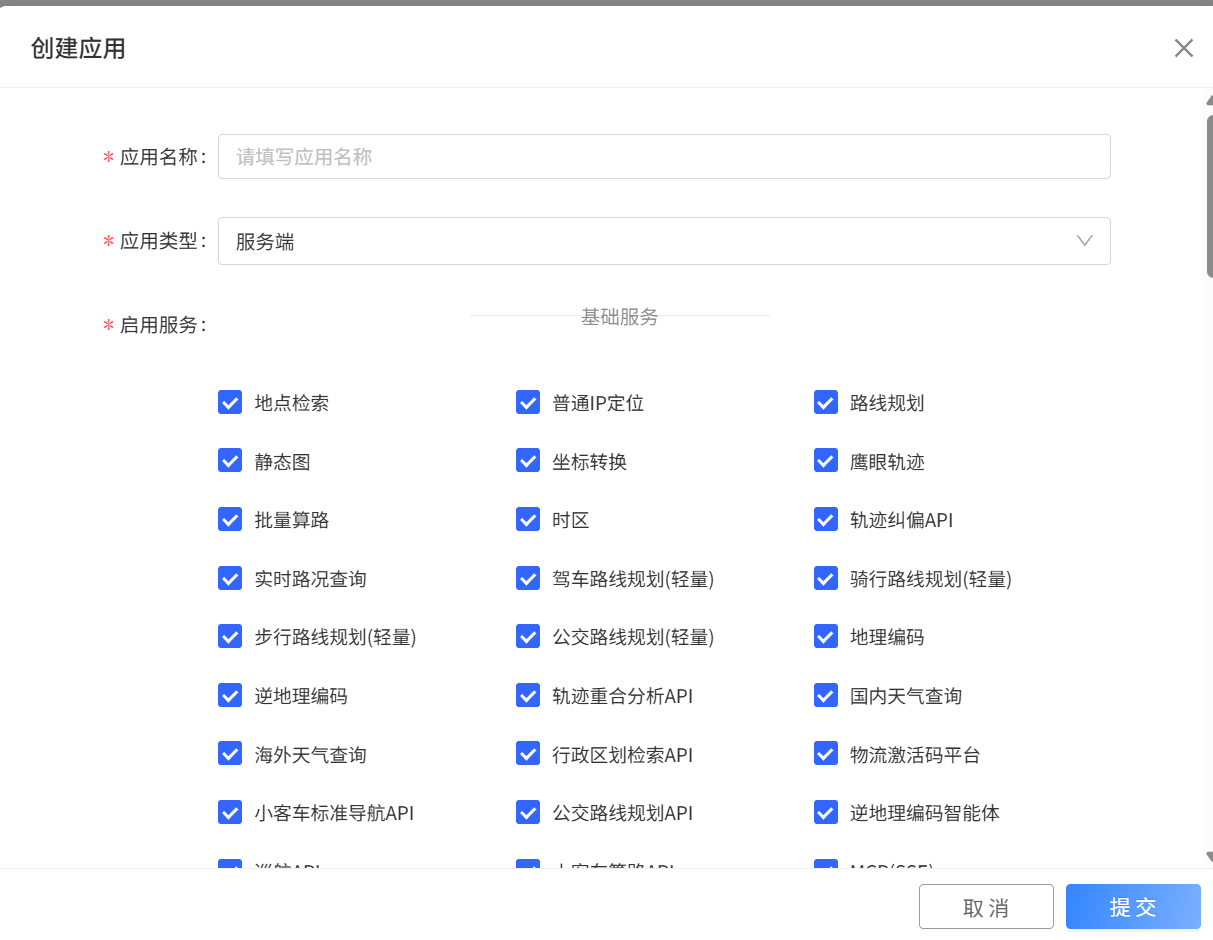 创建应用
* 应用名称:
请填写应用名称
* 应用类型:
服务端
* 启用服务:
基础服务
地点检索 普通IP定位 路线规划
静态图 坐标转换 鹰眼轨迹
批量算路 时区 轨迹纠偏API
实时路况查询 驾车路线规划(轻量) 骑行路线规划(轻量)
步行路线规划(轻量) 公交路线规划(轻量) 地理编码
逆地理编码 轨迹重合分析API 国内天气查询
海外天气查询 行政区划检索API 物流激活码平台
小客车标准导航API 公交路线规划API 逆地理编码智能体
取消 提交